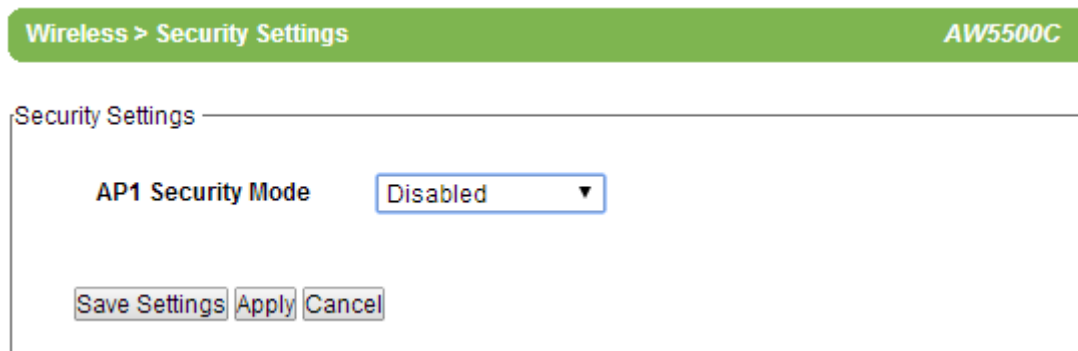 Wireless > Security Settings AW5500C
Security Settings
AP1 Security Mode Disabled
Save Settings Apply Cancel